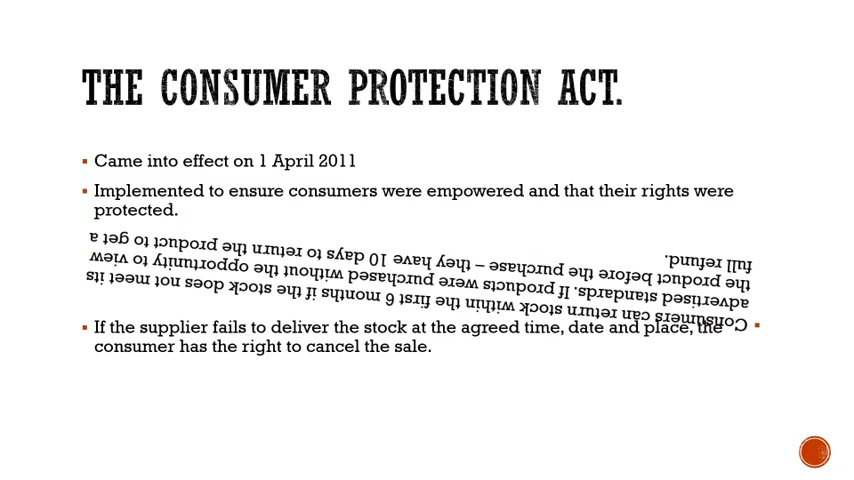 THE CONSUMER PROTECTION ACT.
Came into effect on 1 April 2011
Implemented to ensure consumers were empowered and that their rights were
protected.
Consumers can return stock within the first 6 months if the stock does not meet its
advertised standards. If products were purchased without the opportunity to view
the product before the purchase – they have 10 days to return the product to get a
full refund.
If the supplier fails to deliver the stock at the agreed time, date and place, the
consumer has the right to cancel the sale.